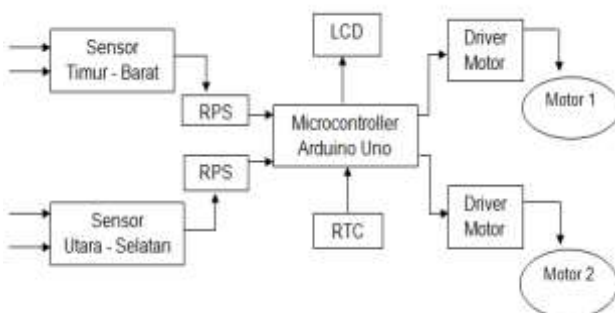 Sensor
Timur - Barat
RPS
LCD
Microcontroller
Arduino Uno
Driver
Motor
Motor 1
RPS
Sensor
Utara - Selatan
RTC
Driver
Motor
Motor 2